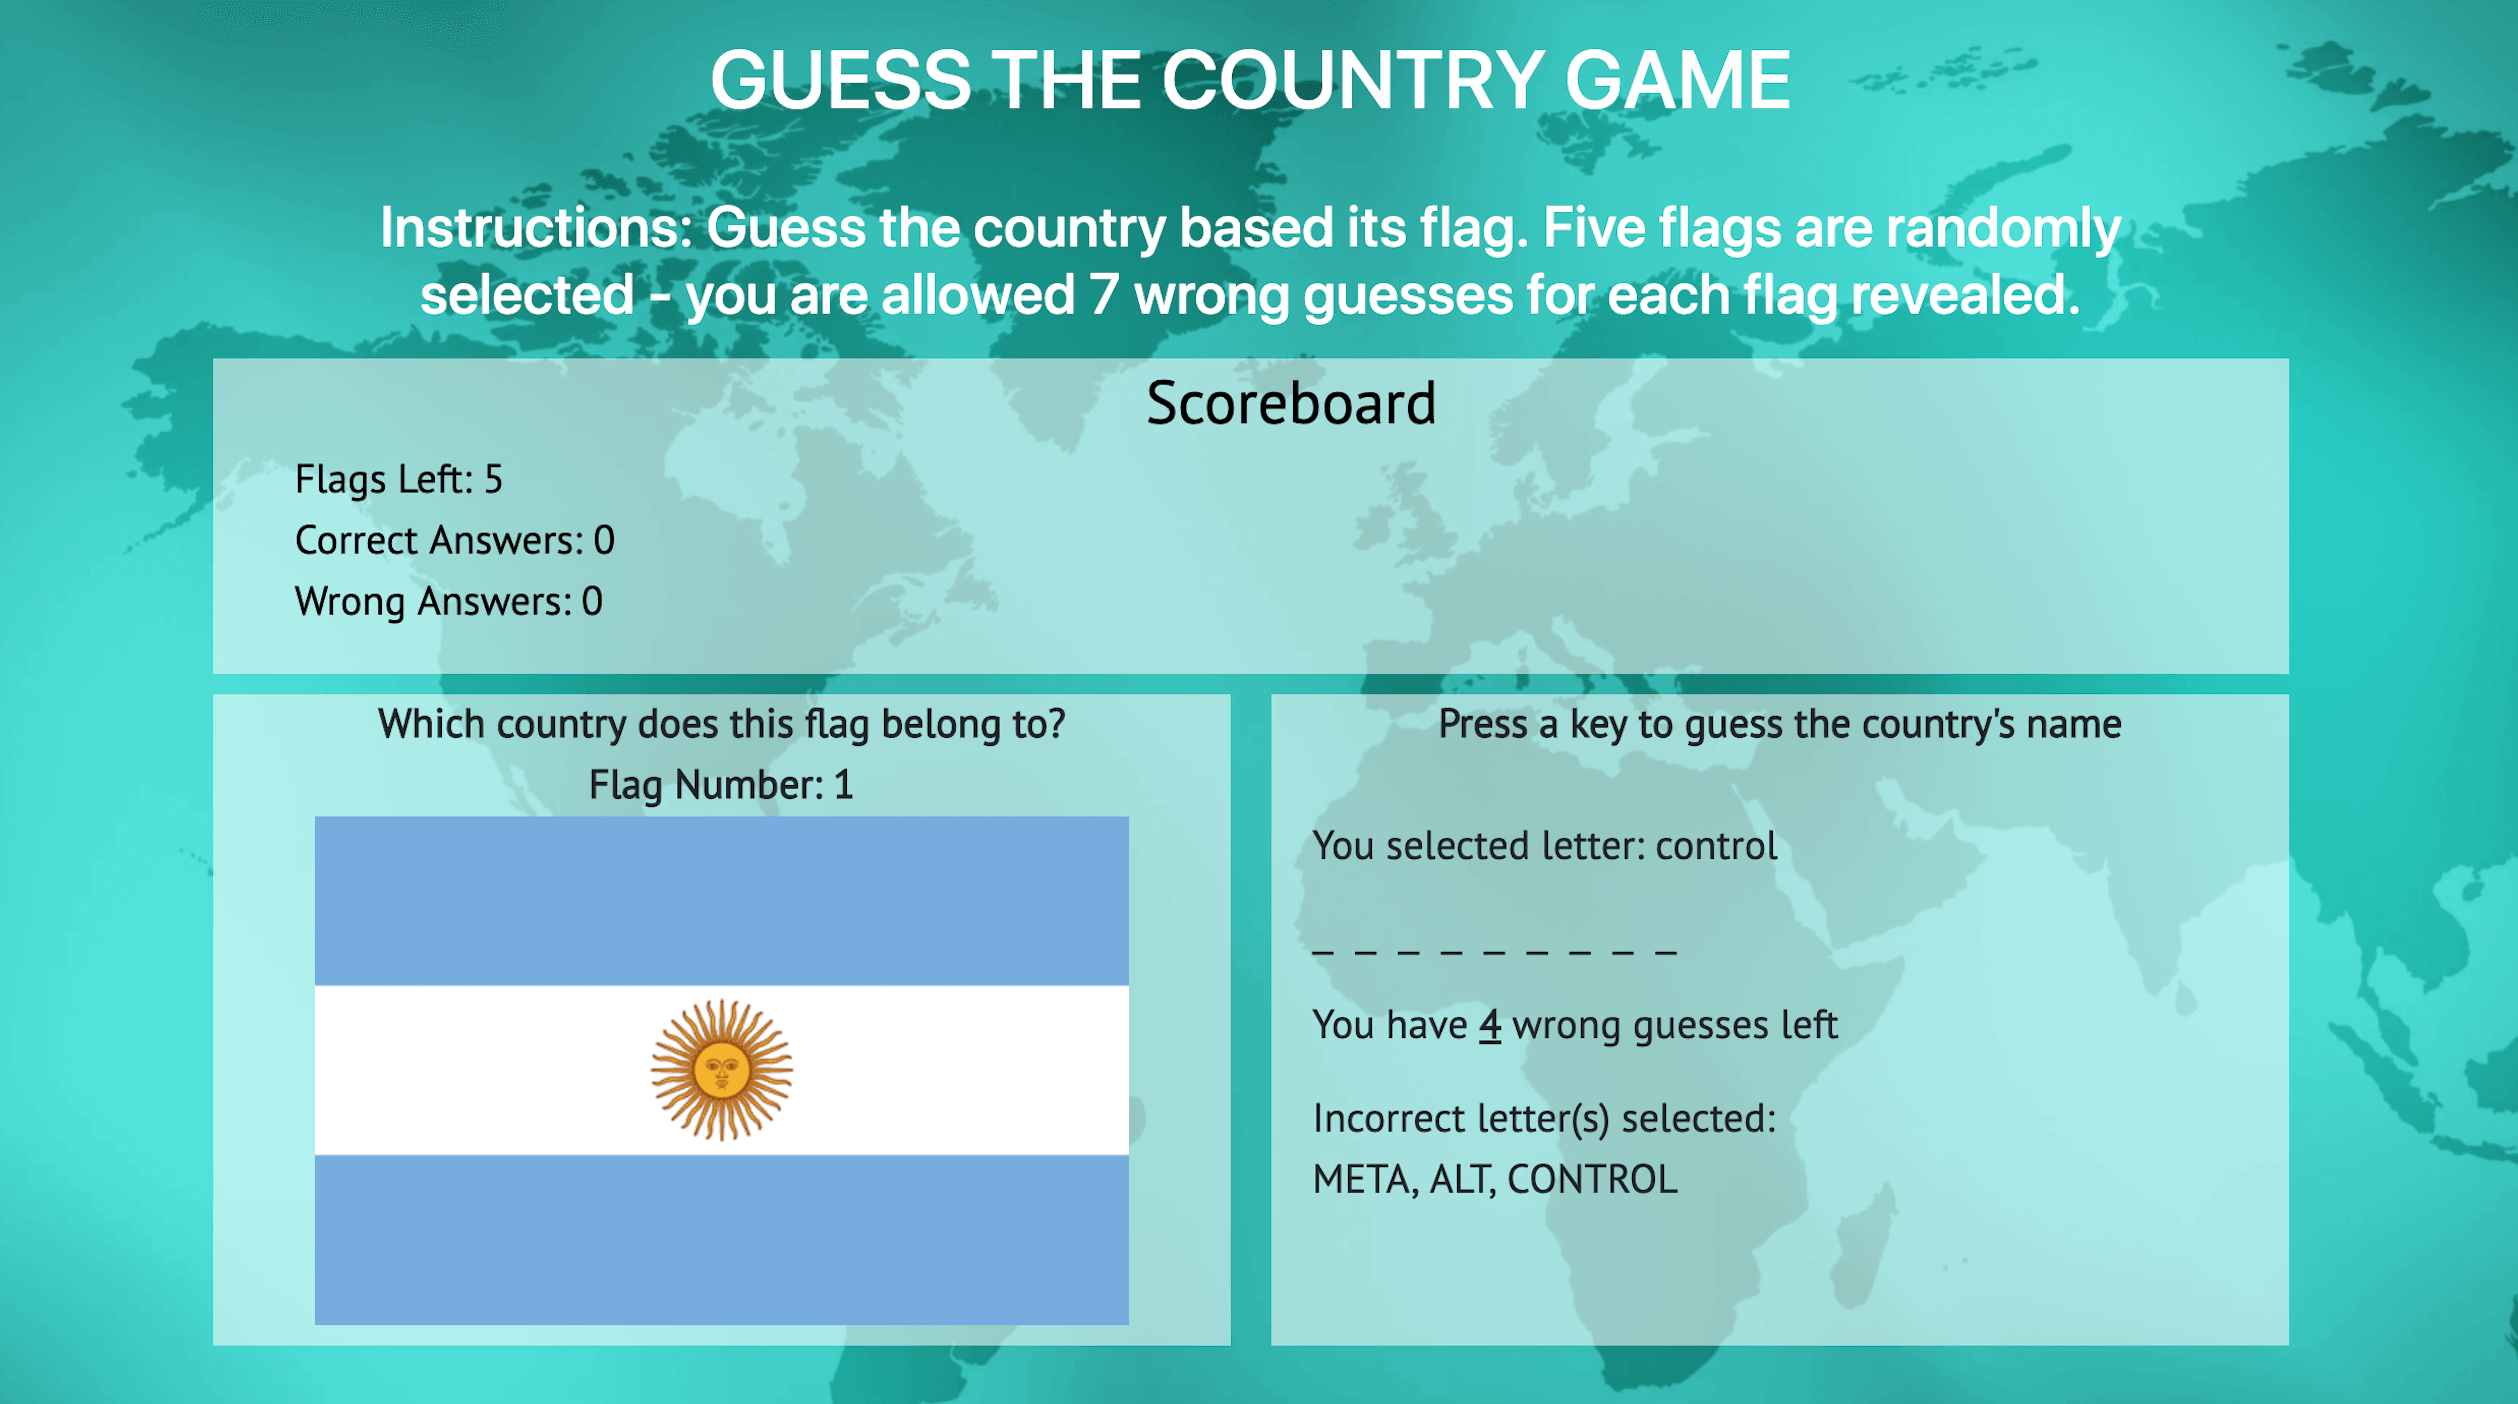 GUESS THE COUNTRY GAME
Instructions: Guess the country based its flag. Five flags are randomly
selected - you are allowed 7 wrong guesses for each flag revealed.
Scoreboard
Flags Left: 5
Correct Answers: 0
Wrong Answers: 0
Which country does this flag belong to?
Flag Number: 1
Press a key to guess the country's name
You selected letter: control
_ _ _ _ _ _ _ _ _
You have 4 wrong guesses left
Incorrect letter(s) selected:
META, ALT, CONTROL